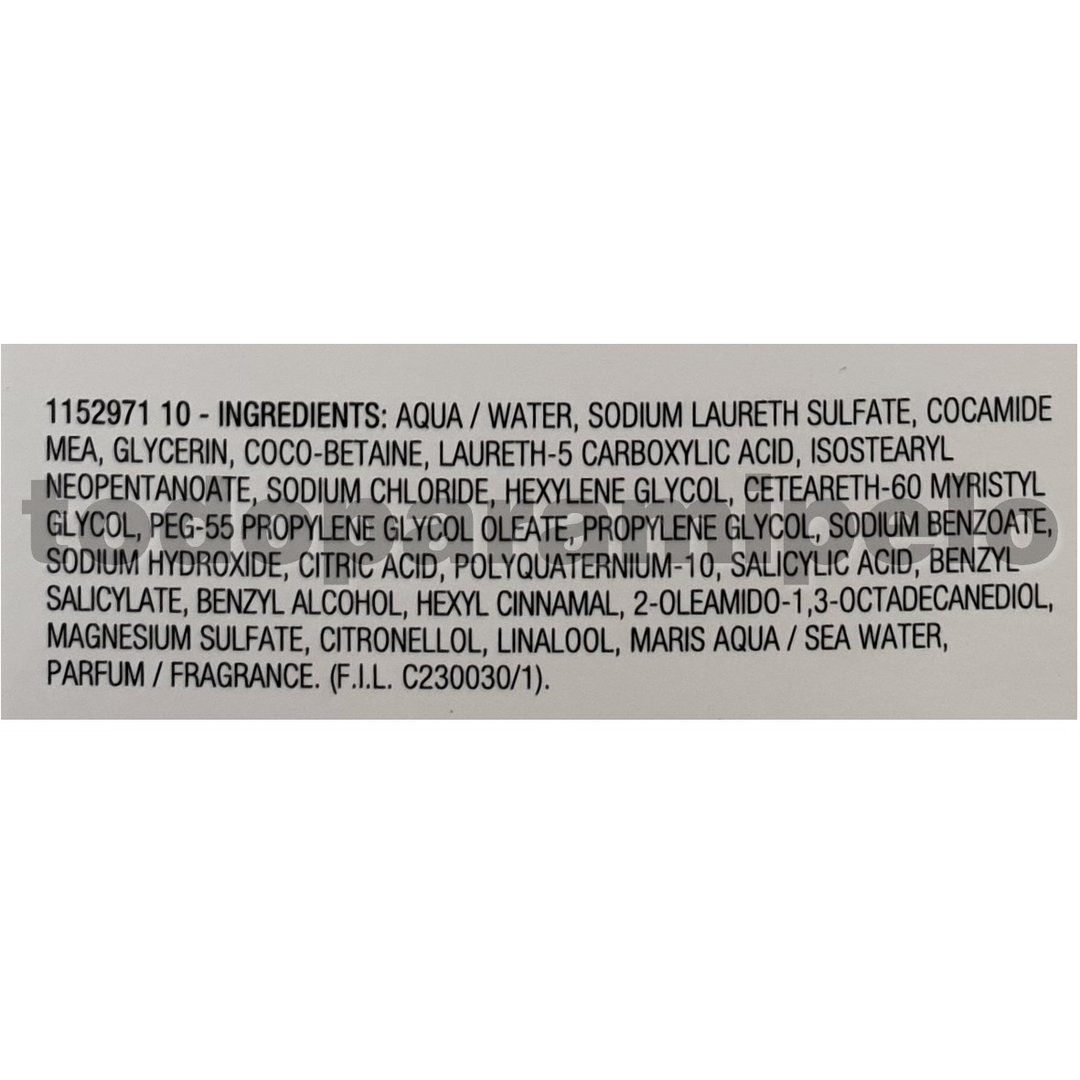 1152971 10 - INGREDIENTS: AQUA / WATER, SODIUM LAURETH SULFATE, COCAMIDE
MEA, GLYCERIN, COCO-BETAINE, LAURETH-5 CARBOXYLIC ACID, ISOSTEARYL
NEOPENTANOATE, SODIUM CHLORIDE, HEXYLENE GLYCOL, CETEARETH-60 MYRISTYL
GLYCOL, PEG-55 PROPYLENE GLYCOL OLEATE, PROPYLENE GLYCOL, SODIUM BENZOATE,
todoparamipelo
SODIUM HYDROXIDE, CITRIC ACID, POLYQUATERNIUM-10, SALICYLIC ACID, BENZYL
SALICYLATE, BENZYL ALCOHOL, HEXYL CINNAMAL, 2-OLEAMIDO-1,3-OCTADECANEDIOL,
MAGNESIUM SULFATE, CITRONELLOL, LINALOOL, MARIS AQUA / SEA WATER,
PARFUM / FRAGRANCE. (F.I.L. C230030/1).